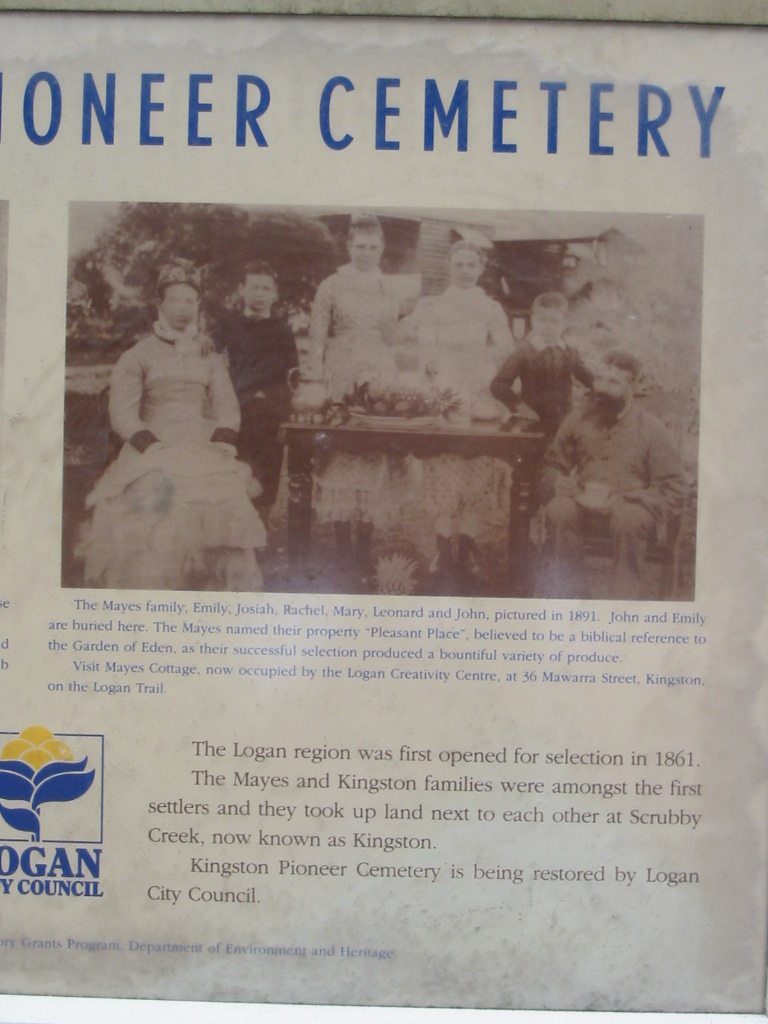 IONEER CEMETERY
The Mayes family, Emily, Josiah, Rachel, Mary, Leonard and John, pictured in 1891. John and Emily
are buried here. The Mayes named their property "Pleasant Place", believed to be a biblical reference to
the Garden of Eden, as their successful selection produced a bountiful variety of produce.
Visit Mayes Cottage, now occupied by the Logan Creativity Centre, at 36 Mawarra Street, Kingston,
on the Logan Trail.
se
d
b
The Logan region was first opened for selection in 1861.
The Mayes and Kingston families were amongst the first
settlers and they took up land next to each other at Scrubby
Creek, now known as Kingston.
Kingston Pioneer Cemetery is being restored by Logan
City Council.
OGAN
Y COUNCIL
ory Grants Program, Department of Environment and Heritage